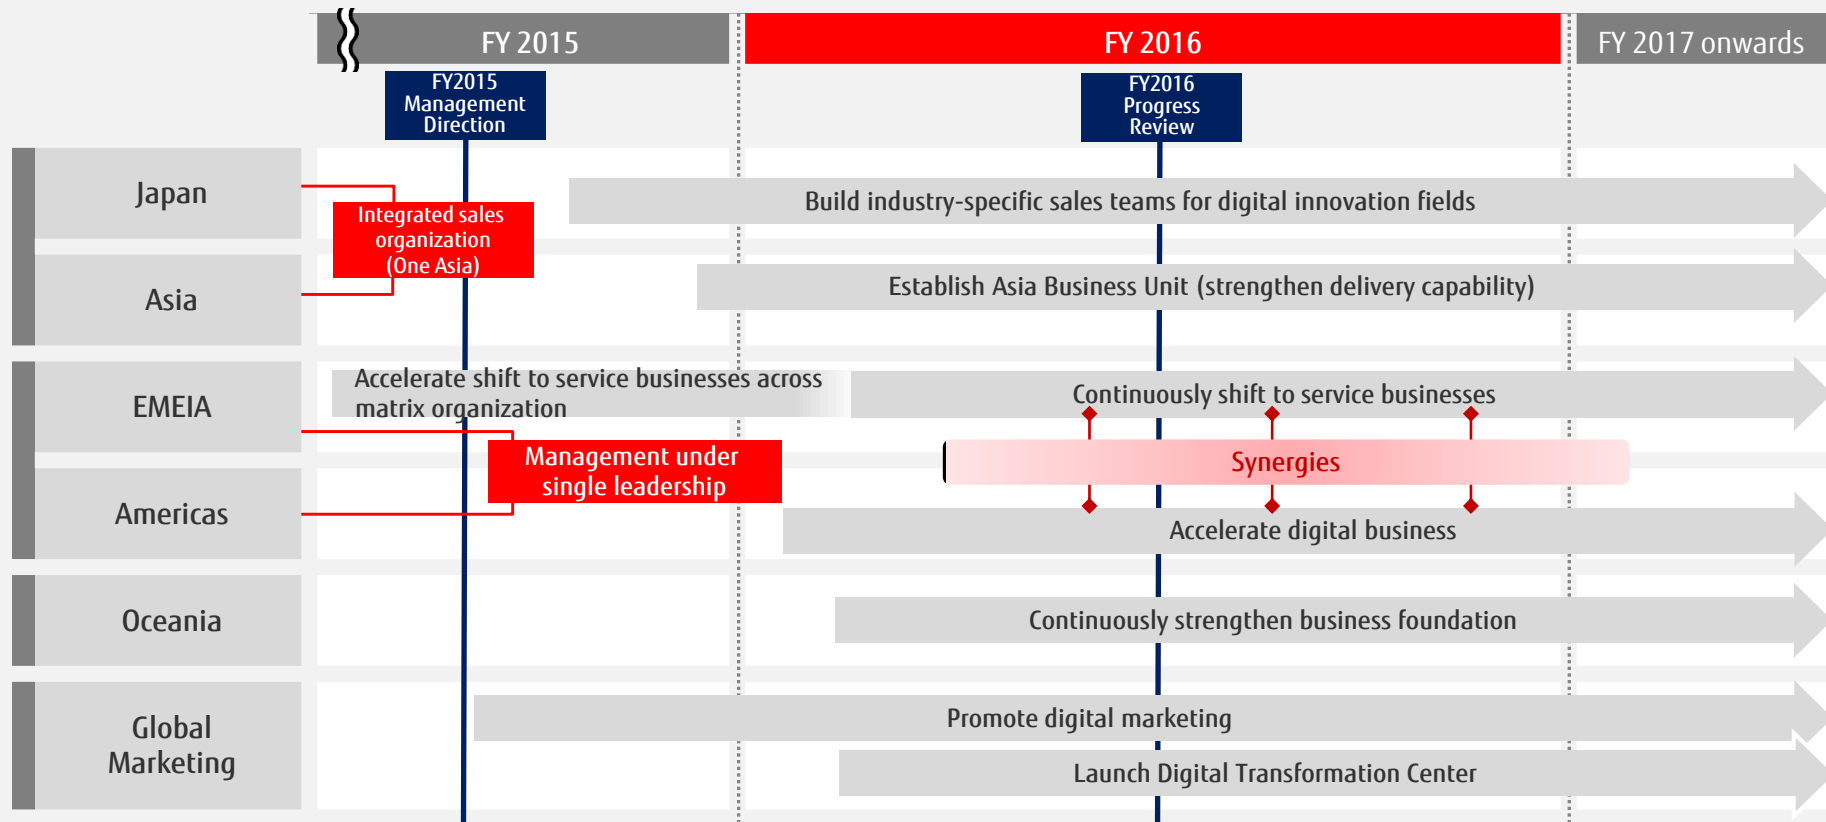 FY 2015
FY 2016
FY 2017 onwards
FY2015
Management
Direction
FY2016
Progress
Review
Japan
Integrated sales
organization
(One Asia)
Build industry-specific sales teams for digital innovation fields
Asia
Establish Asia Business Unit (strengthen delivery capability)
EMEIA
Accelerate shift to service businesses across
matrix organization
Continuously shift to service businesses
Management under
single leadership
Synergies
Americas
Accelerate digital business
Oceania
Continuously strengthen business foundation
Global
Marketing
Promote digital marketing
Launch Digital Transformation Center